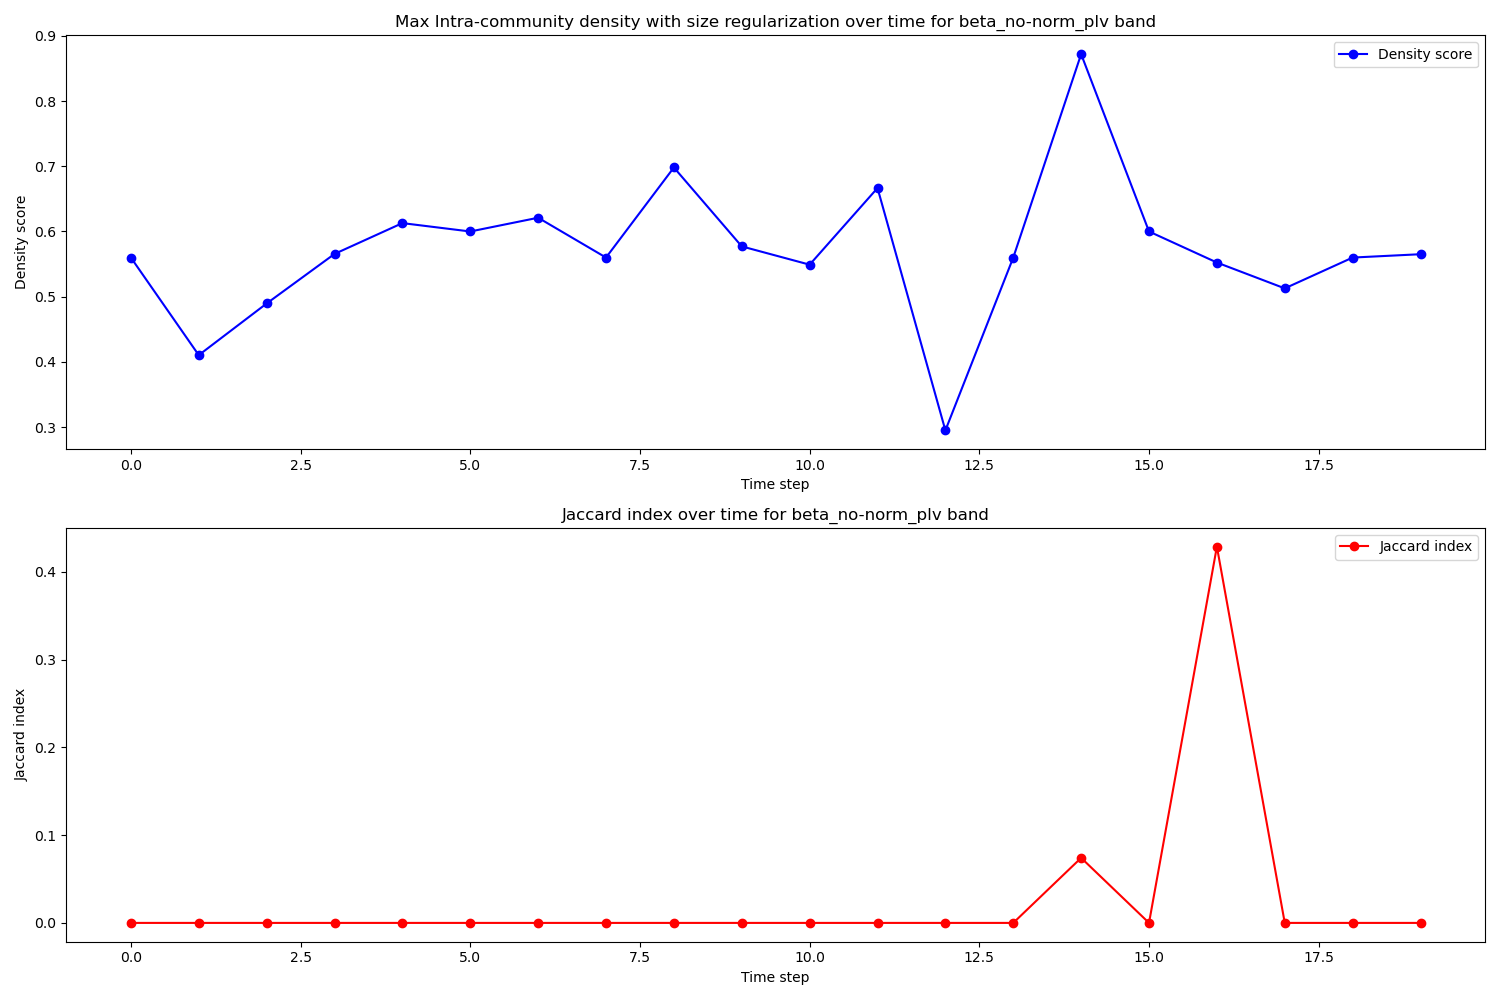 Max Intra-community density with size regularization over time for beta_no-norm_plv band
Density score
0.9
0.8
0.7
0.6
0.5
0.4
0.3
Density score
0.0 2.5 5.0 7.5 10.0 12.5 15.0 17.5
Time step
Jaccard index over time for beta_no-norm_plv band
Jaccard index
0.4
0.3
0.2
0.1
0.0
Jaccard index
0.0 2.5 5.0 7.5 10.0 12.5 15.0 17.5
Time step